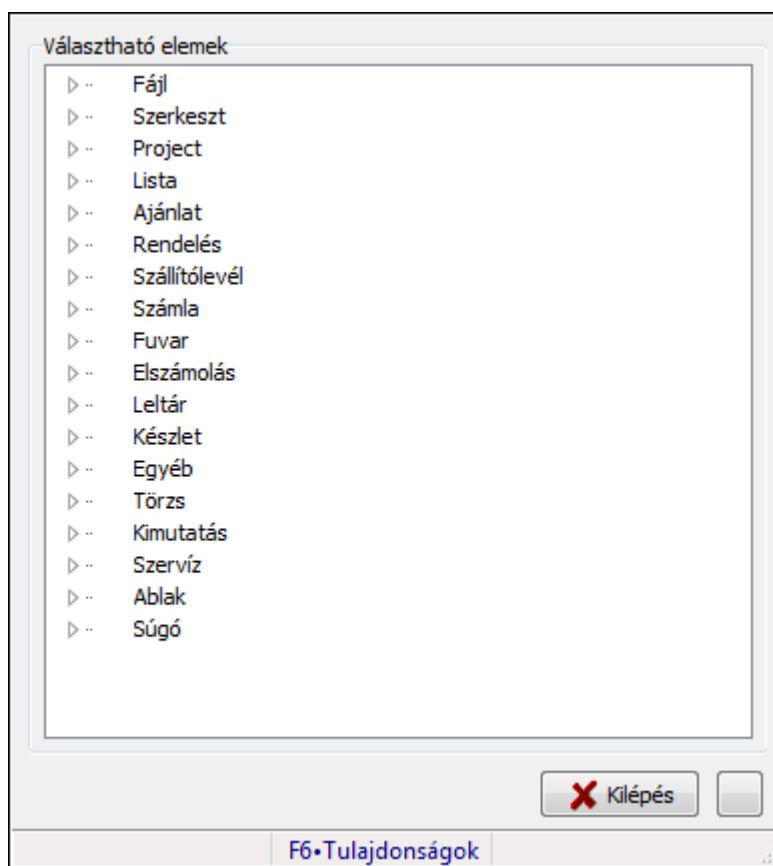 Választható elemek
Fájl
Szerkeszt
Project
Lista
Ajánlat
Rendelés
Szállítólevél
Számla
Fuvar
Elszámolás
Leltár
Készlet
Egyéb
Törzs
Kimutatás
Szervíz
Ablak
Súgó
Kilépés
F6•Tulajdonságok